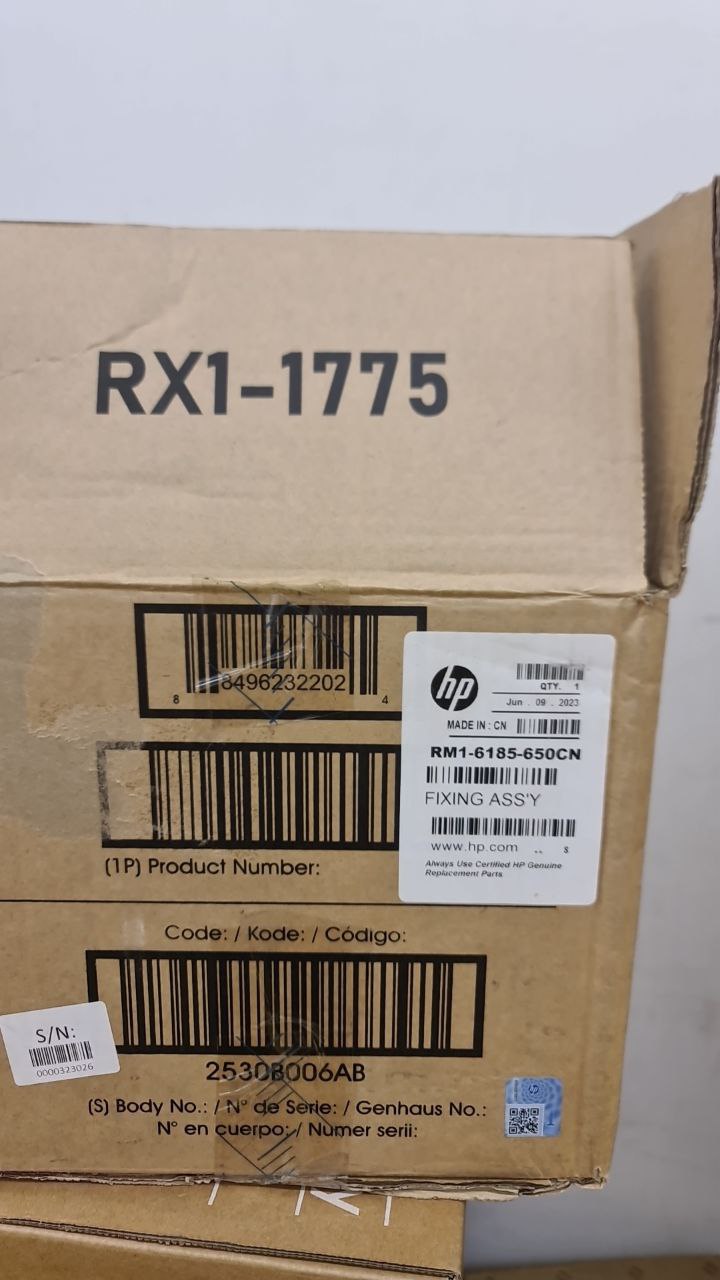 RX1-1775
8 8496232202 4
hp
QTY. 1
Jun . 09 . 2023
MADE IN : CN
RM1-6185-650CN
FIXING ASS'Y
www.hp.com
S
Always Use Certified HP Genuine
Replacement Parts
(1P) Product Number:
Code: / Kode: / Código:
S/N:
0000323026
2530B006AB
(S) Body No.: / N° de Serie: / Genhaus No.:
N° en cuerpo: / Numer serii: